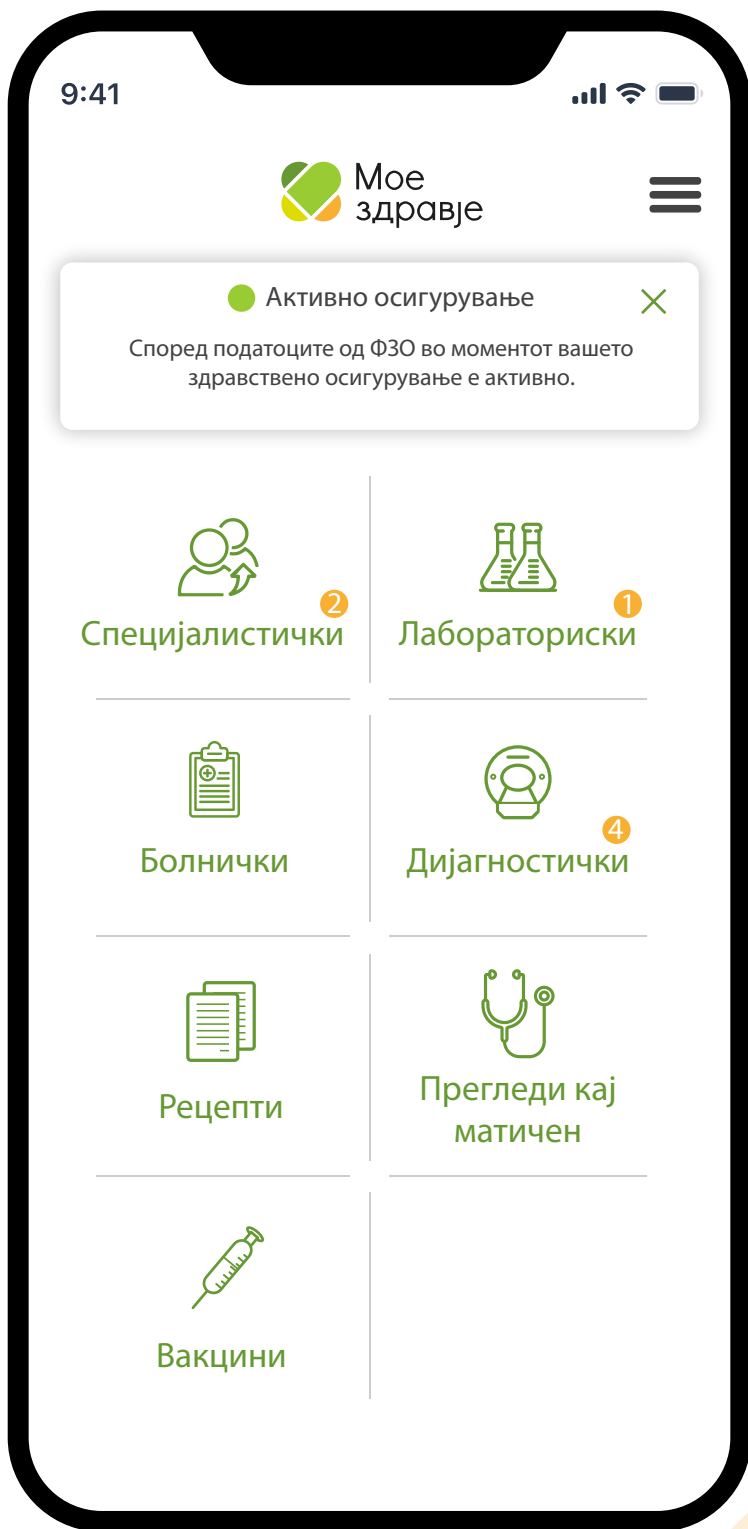 9:41
Мое
здравје
Активно осигурување
Според податоците од ФЗО во моментот вашето
здравствено осигурување е активно.
2
1
Специјалистички
Лабораториски
4
Болнички
Дијагностички
Рецепти
Прегледи кај
матичен
Вакцини